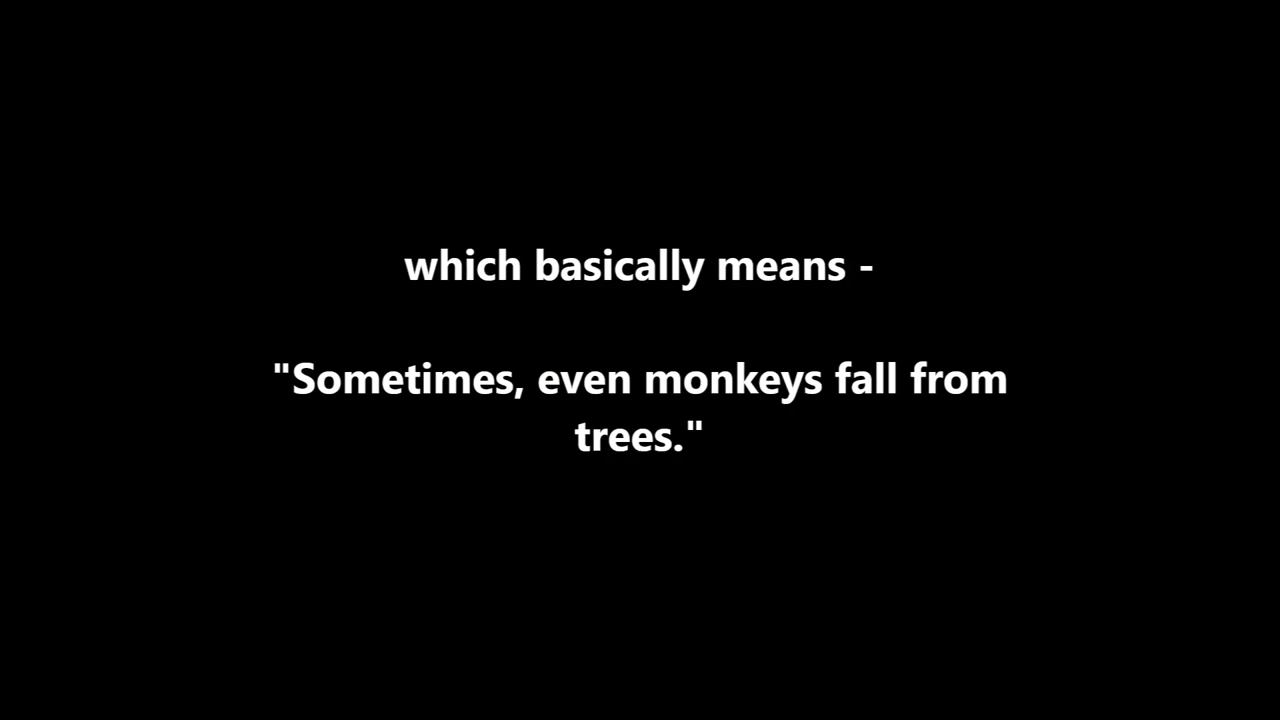 which basically means -
"Sometimes, even monkeys fall from
trees."